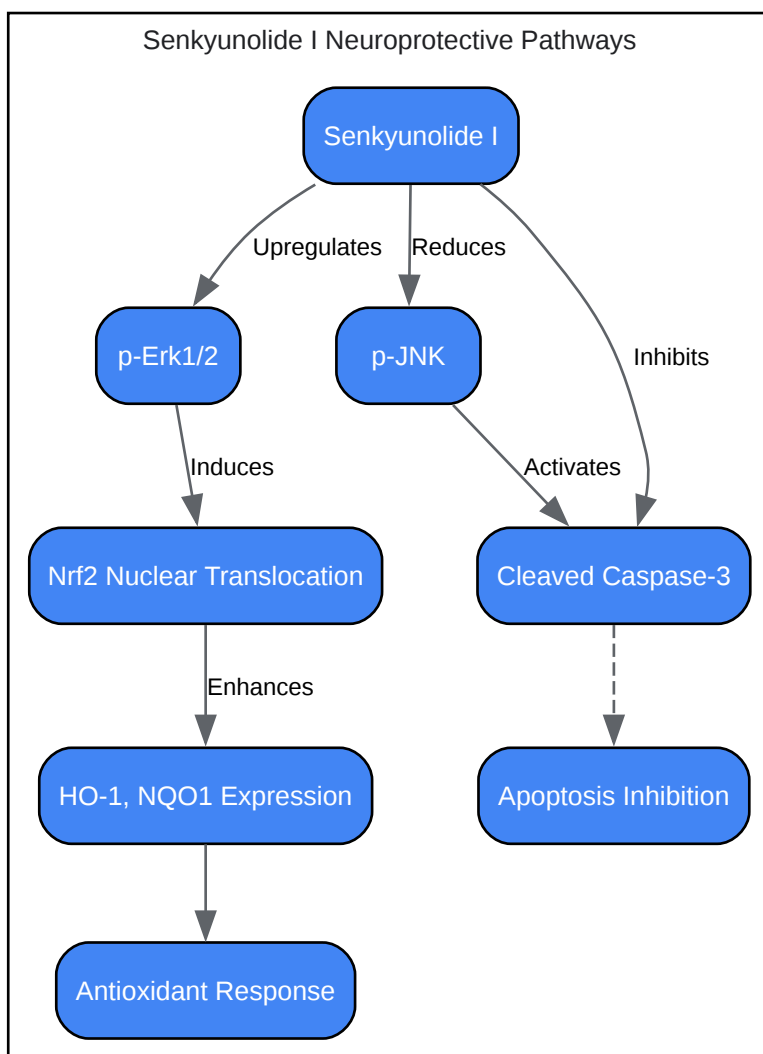 Senkyunolide I Neuroprotective Pathways
Senkyunolide I
Upregulates
Reduces
p-Erk1/2
p-JNK
Inhibits
Induces
Activates
Nrf2 Nuclear Translocation
Cleaved Caspase-3
Enhances
HO-1, NQO1 Expression
Apoptosis Inhibition
Antioxidant Response